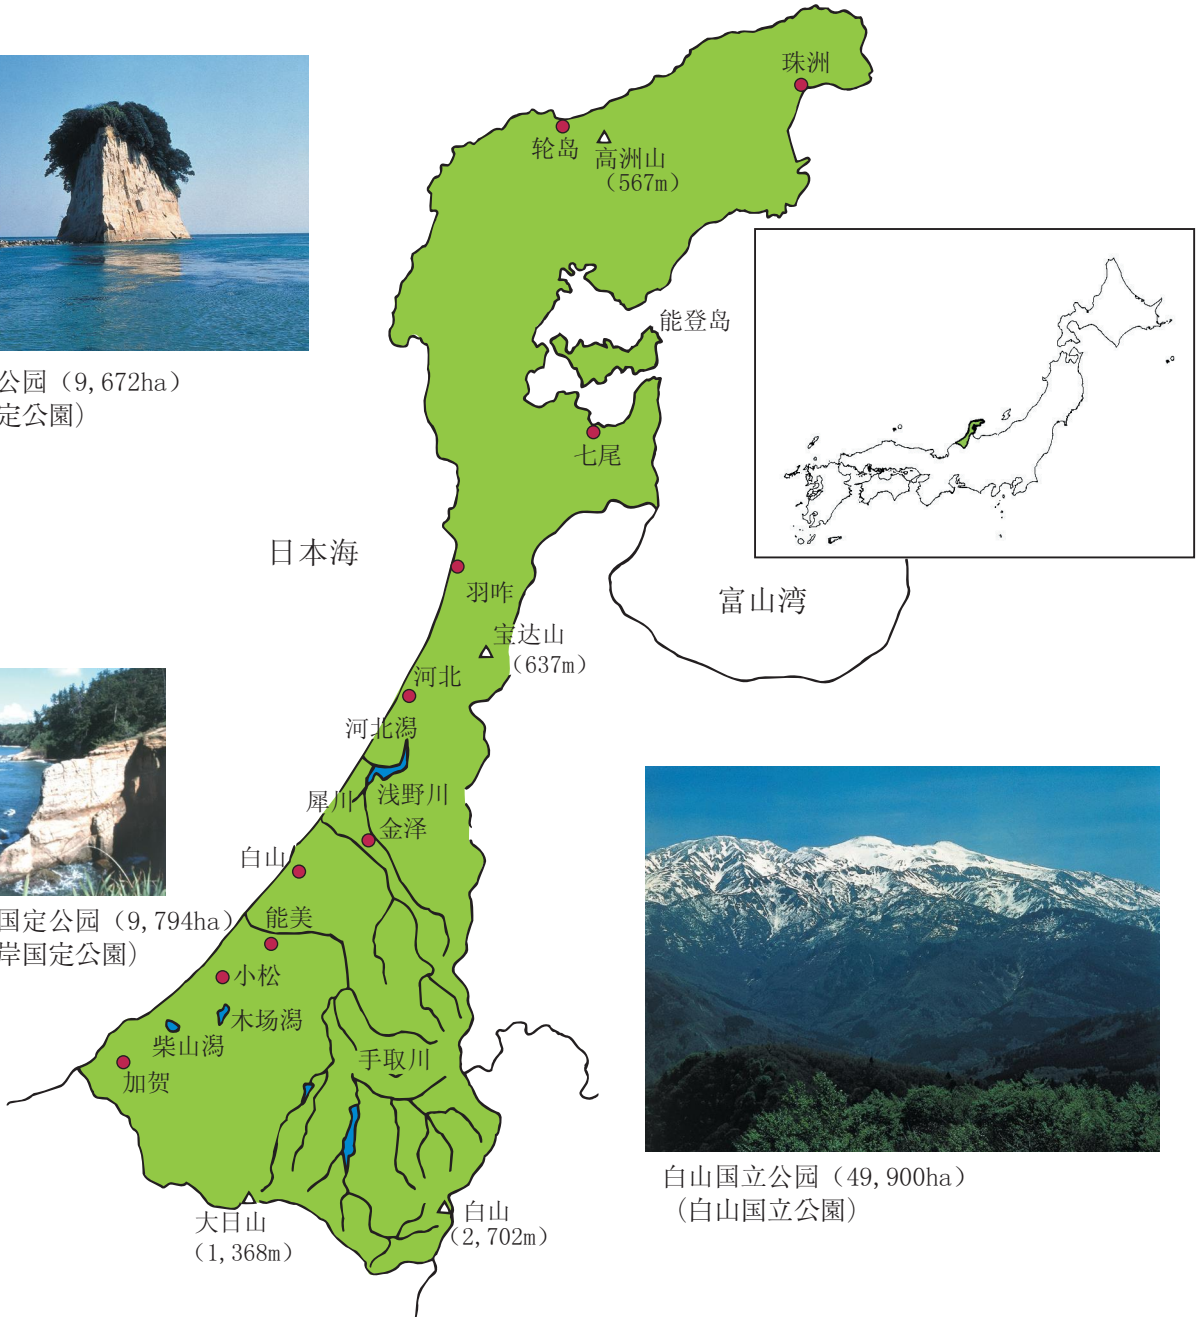 珠洲
轮岛
高洲山
（567m）
能登岛
公园（9,672ha）
定公園）
七尾
日本海
羽咋
富山湾
宝达山
（637m）
河北
河北潟
犀川
浅野川
金泽
白山
国定公园（9,794ha）
岸国定公園）
能美
小松
木场潟
柴山潟
手取川
加贺
白山国立公园（49,900ha）
（白山国立公園）
大日山
（1,368m）
白山
（2,702m）